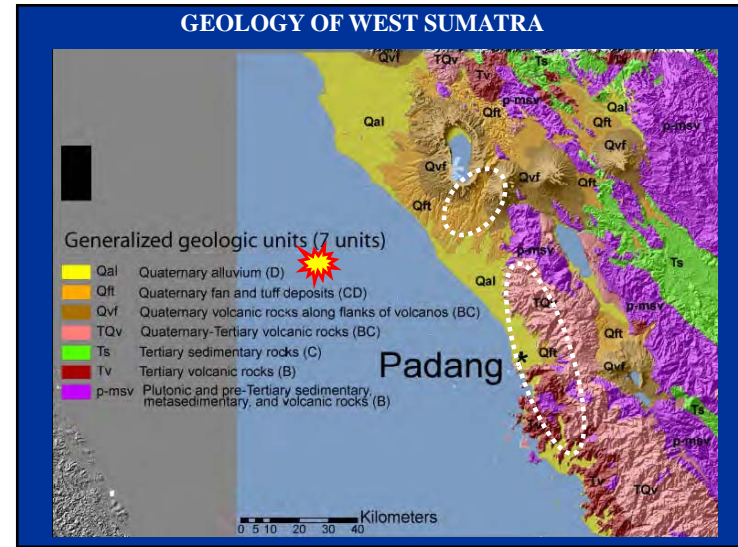 GEOLOGY OF WEST SUMATRA
Qvf
TQv
Ts
Ts
Tv
Qal
Qft
p-msv
Qal
Qft
p-msv
Qvf
Qvf
Qvf
Qft
p-msv
Qal
Ts
TQv
p-msv
Qft
Qft
Qvf
Padang
Ts
p-msv
Tv
TQv
Generalized geologic units (7 units)
Qal Quaternary alluvium (D)
Qft Quaternary fan and tuff deposits (CD)
Qvf Quaternary volcanic rocks along flanks of volcanos (BC)
TQv Quaternary-Tertiary volcanic rocks (BC)
Ts Tertiary sedimentary rocks (C)
Tv Tertiary volcanic rocks (B)
p-msv Plutonic and pre-Tertiary sedimentary,
metasedimentary, and volcanic rocks (B)
Kilometers
0 5 10 20 30 40